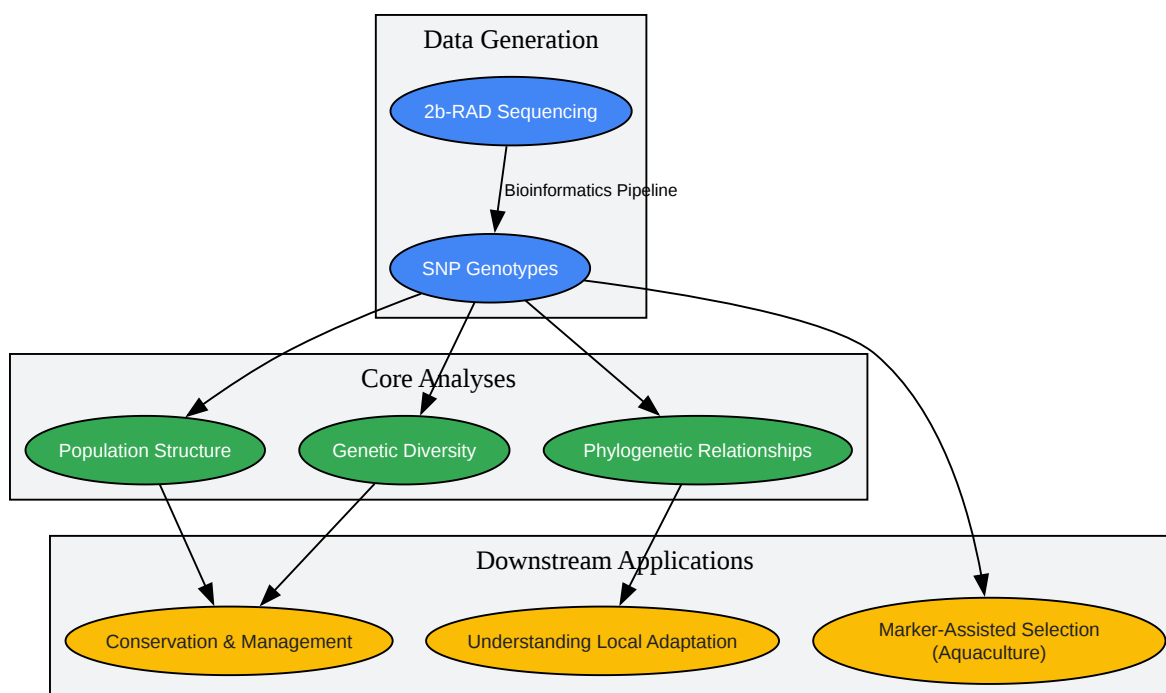 Data Generation
2b-RAD Sequencing
Bioinformatics Pipeline
SNP Genotypes
Core Analyses
Population Structure
Genetic Diversity
Phylogenetic Relationships
Downstream Applications
Conservation & Management
Understanding Local Adaptation
Marker-Assisted Selection
(Aquaculture)